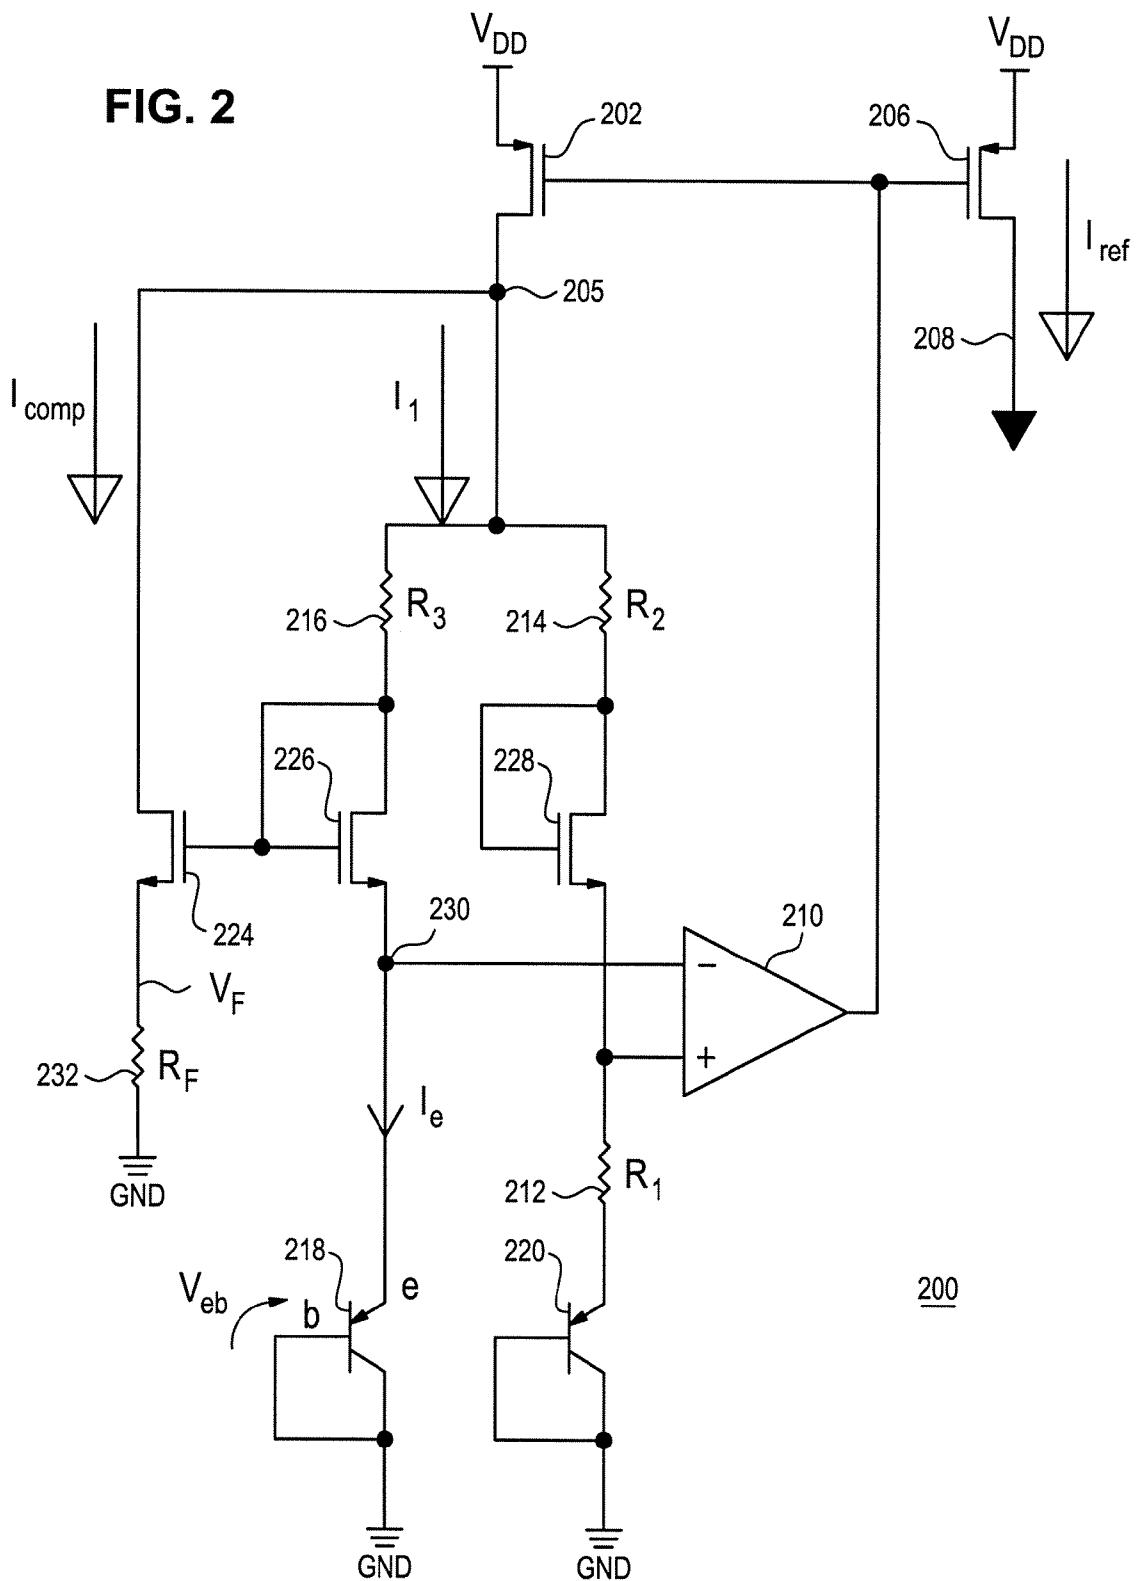 FIG. 2
VDD
VDD
202
206
Iref
205
208
Icomp
I1
216
R3
214
R2
226
228
224
230
210
−
+
VF
232
RF
Ie
GND
212
R1
218
220
Veb
e
b
200
GND
GND